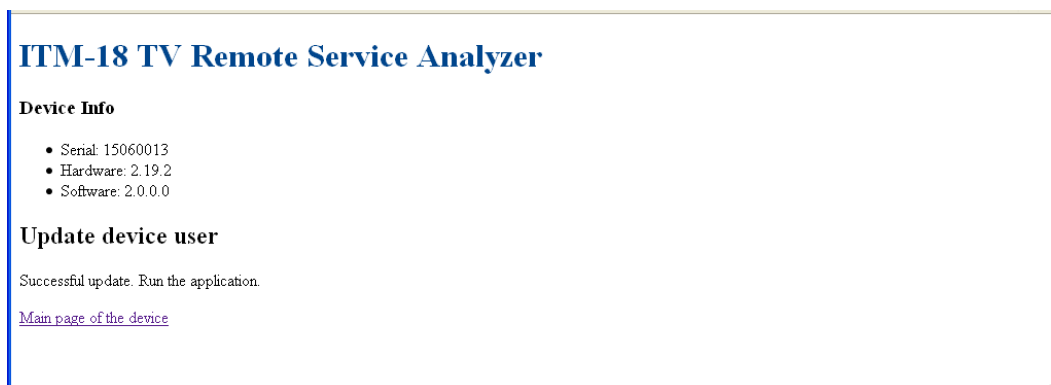 ITM-18 TV Remote Service Analyzer
Device Info
Serial: 15060013
Hardware: 2.19.2
Software: 2.0.0.0
Update device user
Successful update. Run the application.
Main page of the device